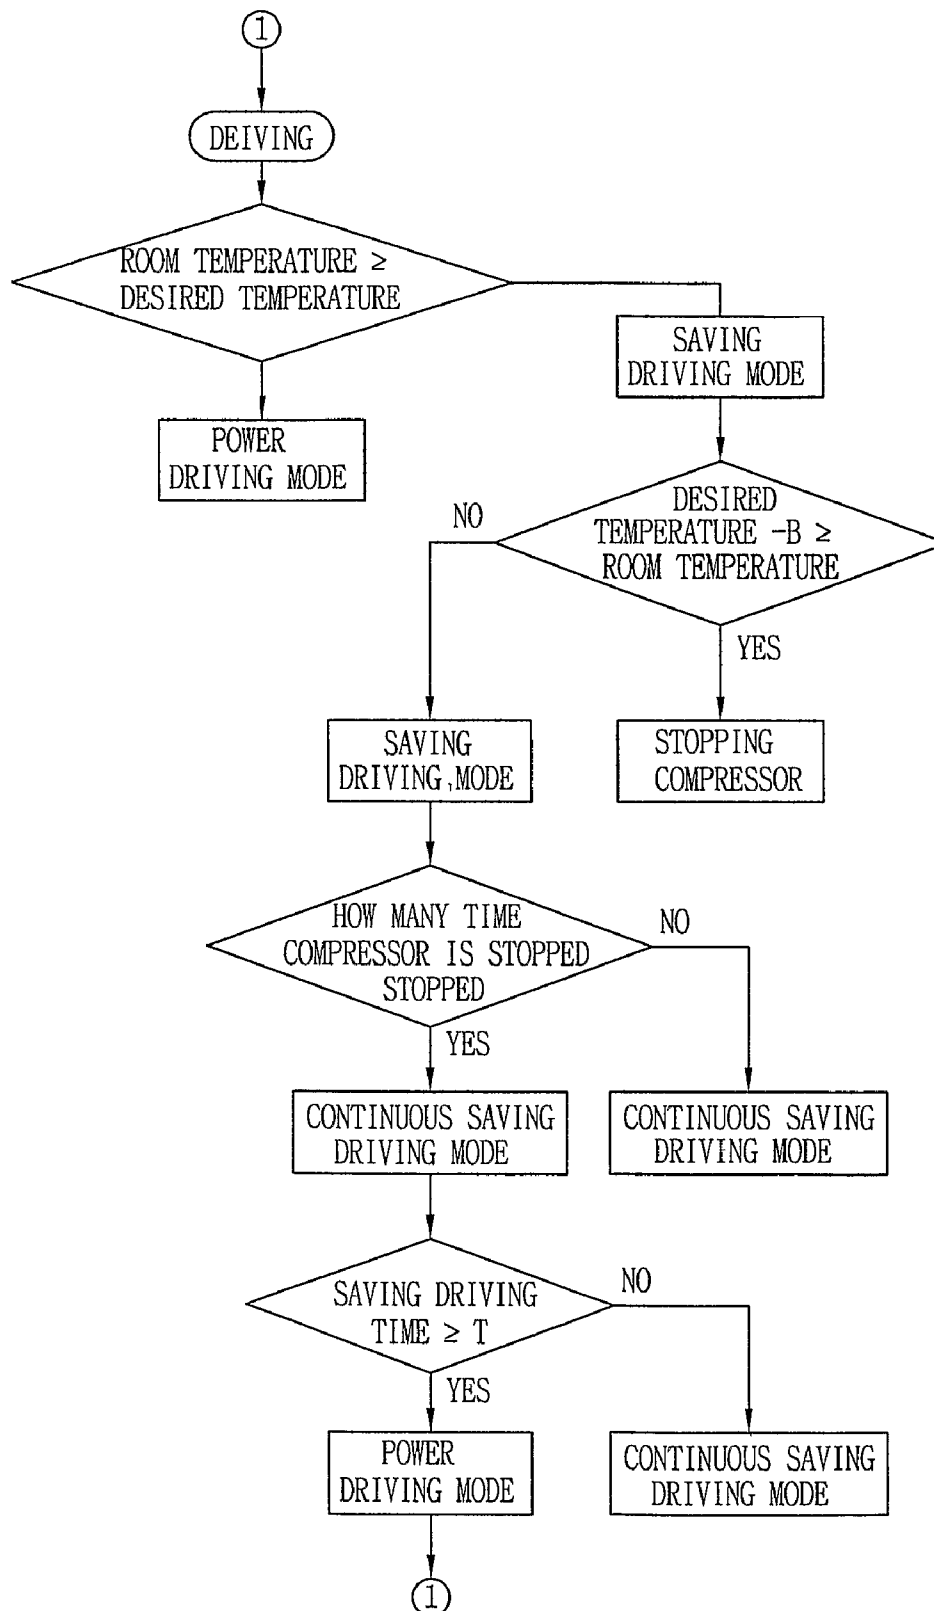 1
DEIVING
ROOM TEMPERATURE ≥
DESIRED TEMPERATURE
SAVING
DRIVING MODE
POWER
DRIVING MODE
DESIRED
TEMPERATURE -B ≥
ROOM TEMPERATURE
NO
YES
SAVING
DRIVING,MODE
STOPPING
COMPRESSOR
HOW MANY TIME
COMPRESSOR IS STOPPED
STOPPED
NO
YES
CONTINUOUS SAVING
DRIVING MODE
CONTINUOUS SAVING
DRIVING MODE
SAVING DRIVING
TIME ≥ T
NO
YES
POWER
DRIVING MODE
CONTINUOUS SAVING
DRIVING MODE
1